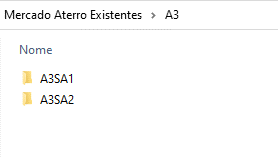 Mercado Aterro Existentes > A3
Nome
A3SA1
A3SA2